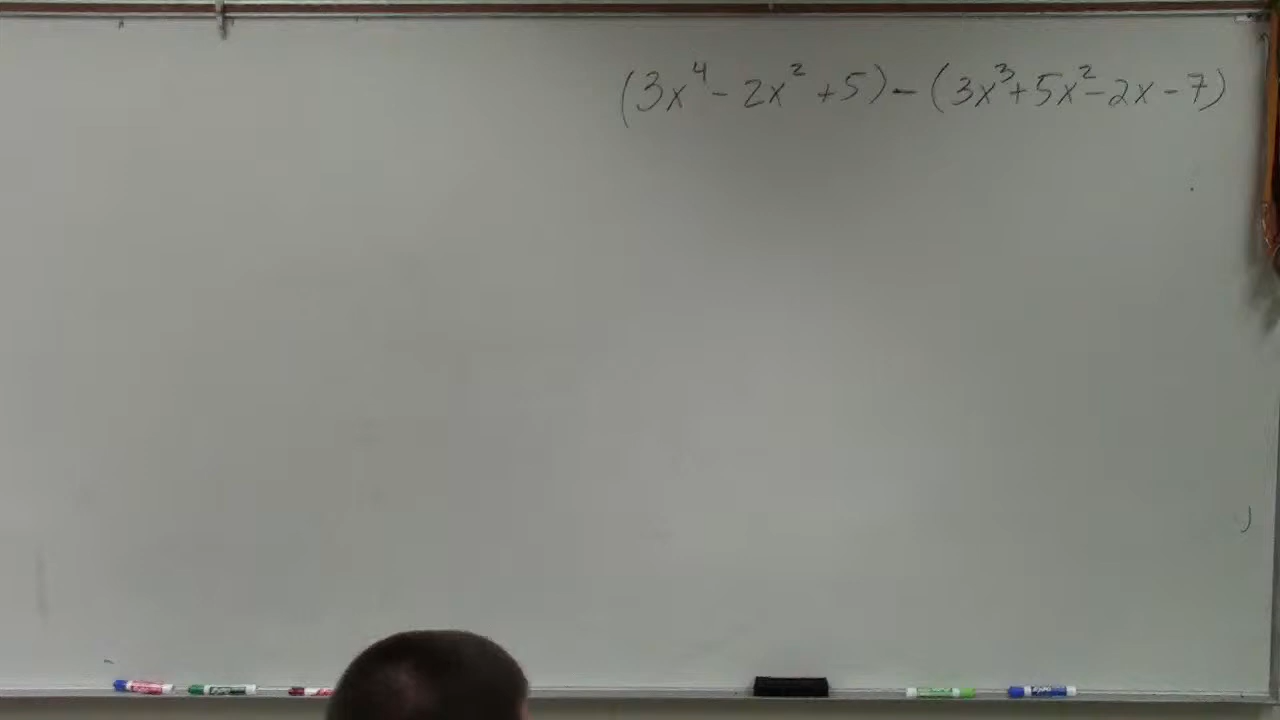 (3x⁴ - 2x² + 5) - (3x³ + 5x² - 2x - 7)